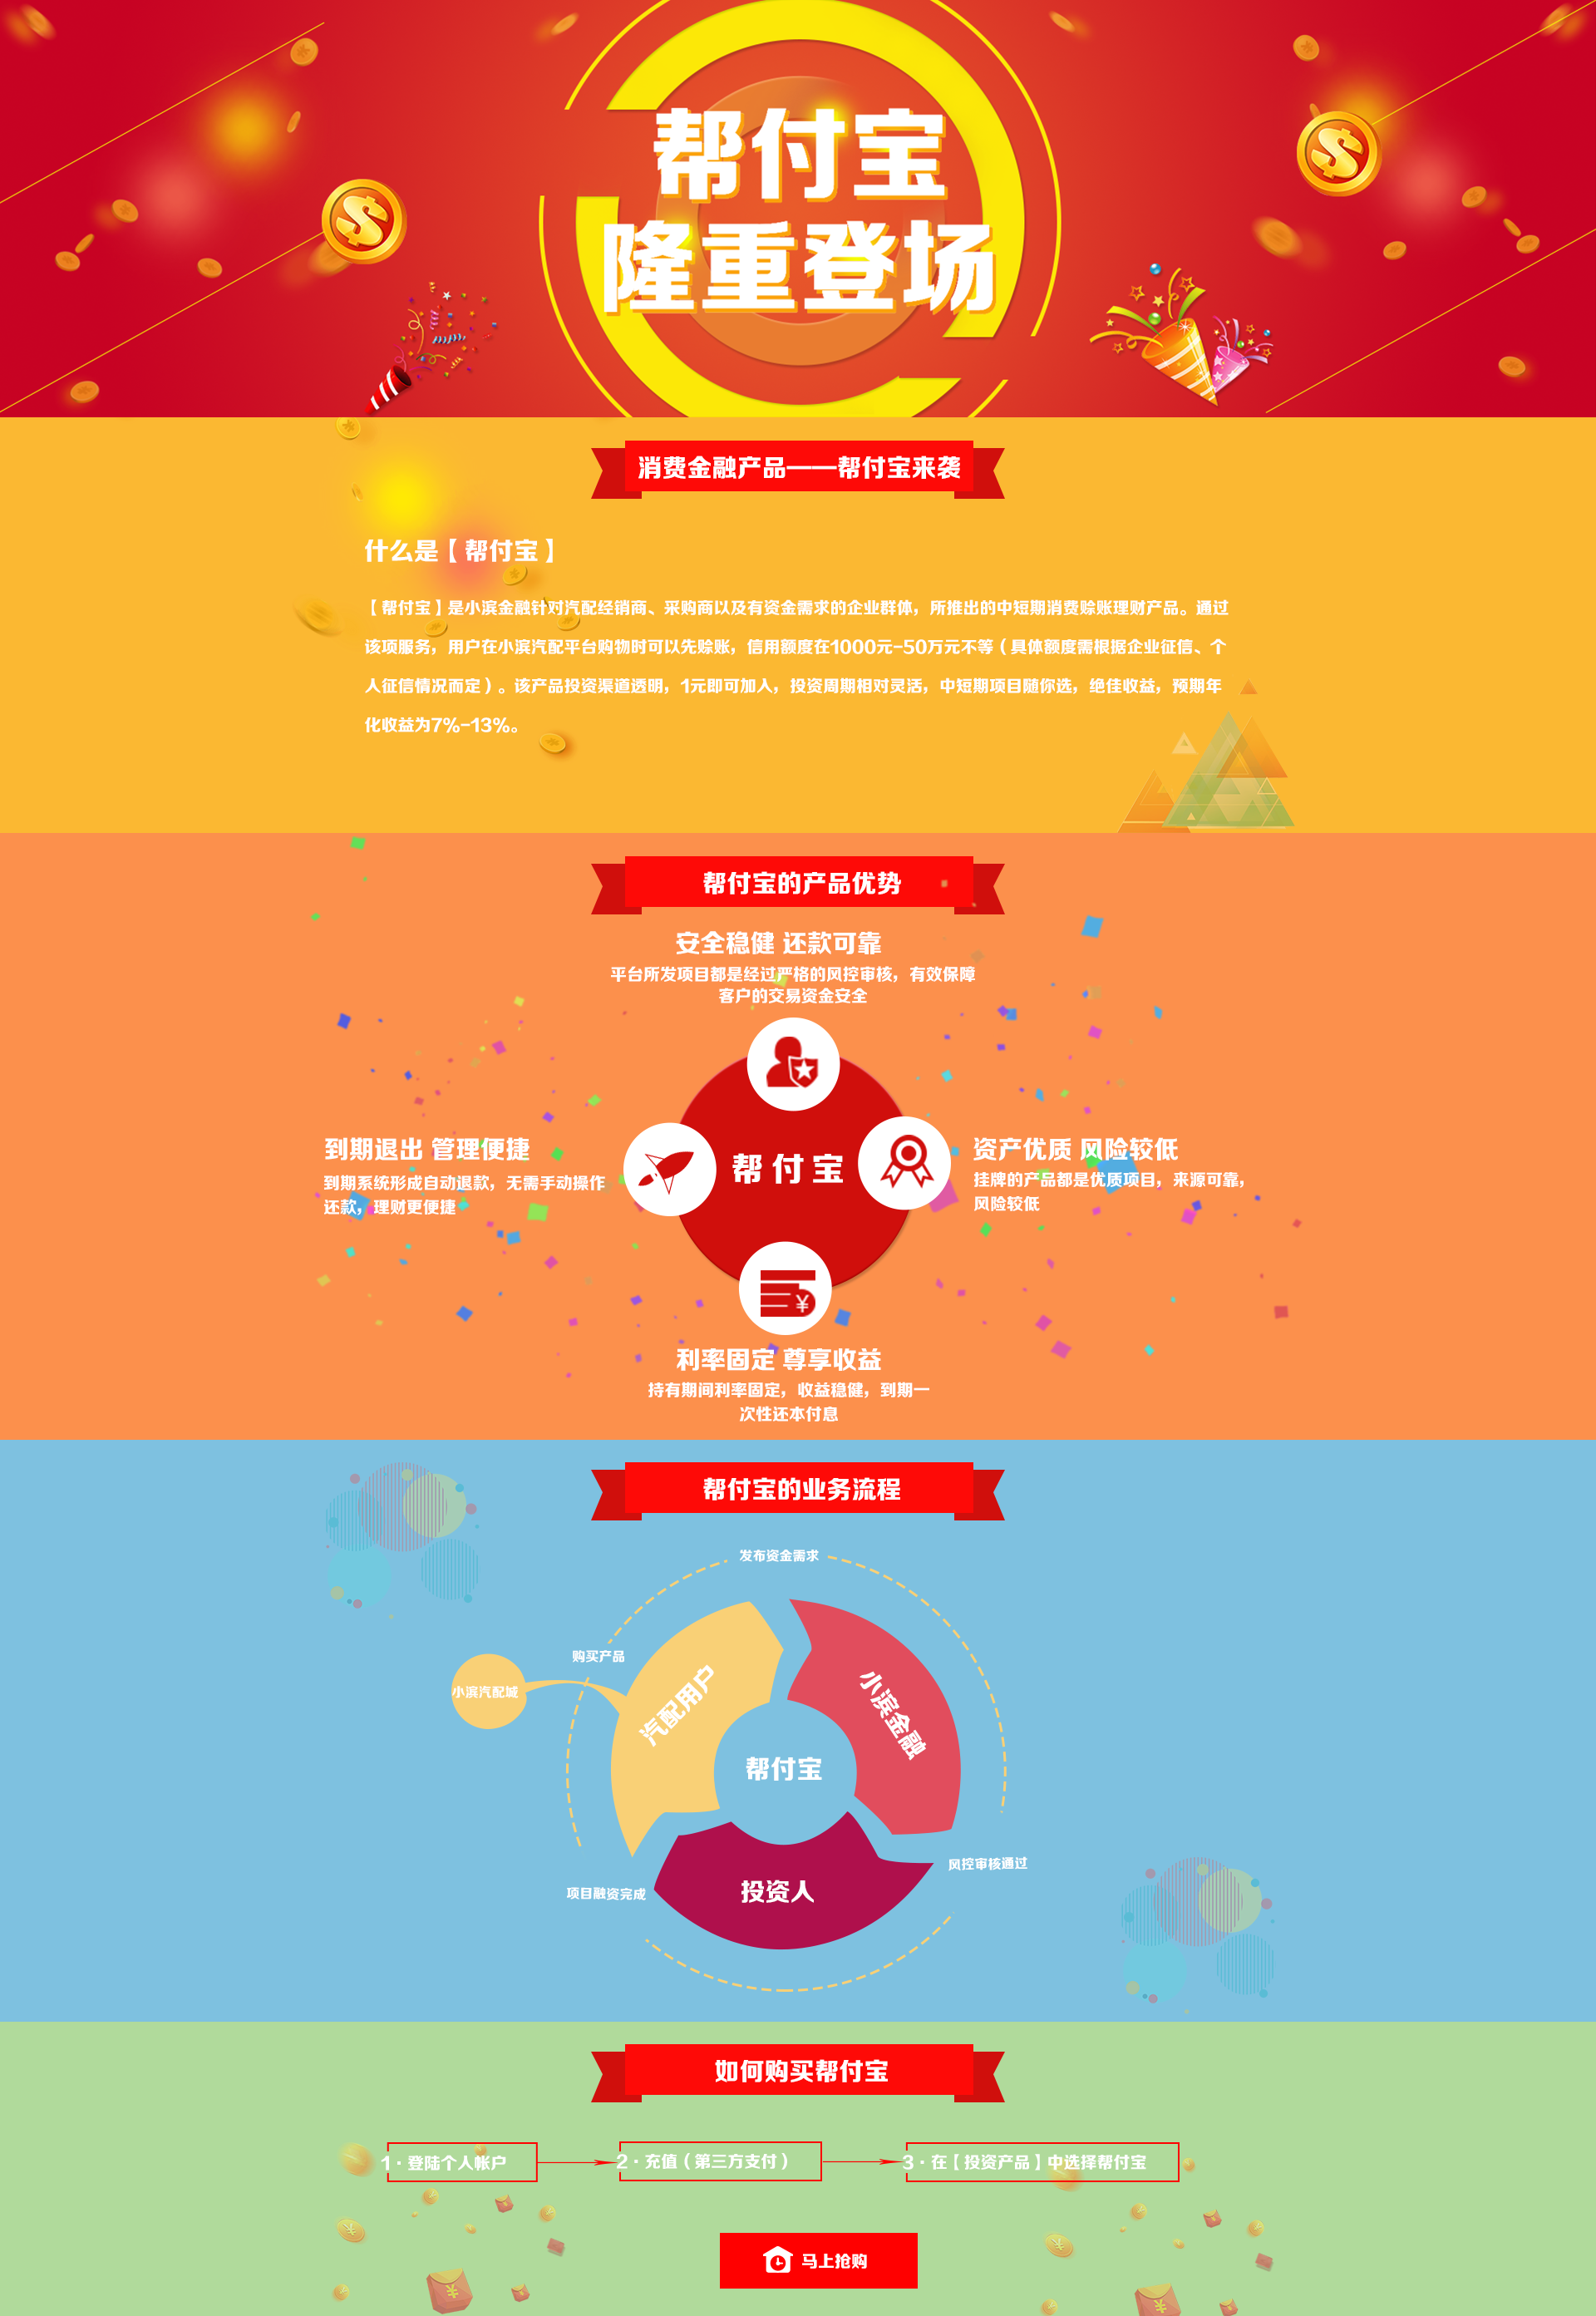 帮付宝
隆重登场
消费金融产品——帮付宝来袭
什么是【帮付宝】
【帮付宝】是小滨金融针对汽配经销商、采购商以及有资金需求的企业群体，所推出的中短期消费赊账理财产品。通过
该项服务，用户在小滨汽配平台购物时可以先赊账，信用额度在1000元-50万元不等（具体额度需根据企业征信、个
人征信情况而定）。该产品投资渠道透明，1元即可加入，投资周期相对灵活，中短期项目随你选，绝佳收益，预期年
化收益为7%-13%。
帮付宝的产品优势
安全稳健 还款可靠
平台所发项目都是经过严格的风控审核，有效保障
客户的交易资金安全
到期退出 管理便捷
到期系统形成自动退款，无需手动操作
还款，理财更便捷
帮付宝
资产优质 风险较低
挂牌的产品都是优质项目，来源可靠，
风险较低
¥
利率固定 尊享收益
持有期间利率固定，收益稳健，到期一
次性还本付息
帮付宝的业务流程
发布资金需求
购买产品
小滨汽配城
汽配用户
小滨金融
帮付宝
投资人
风控审核通过
项目融资完成
如何购买帮付宝
1·登陆个人帐户
2·充值（第三方支付）
3·在【投资产品】中选择帮付宝
马上抢购